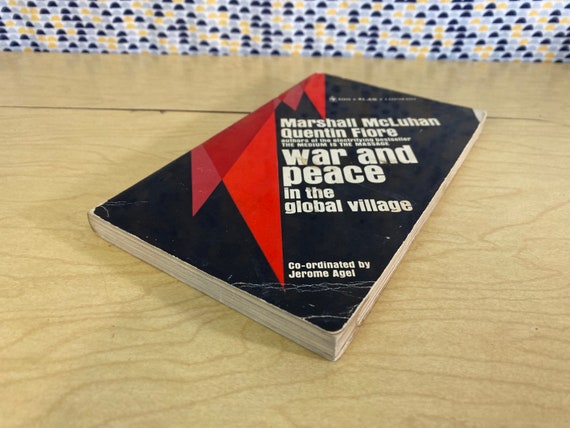 Marshall McLuhan
Quentin Fiore
authors of the electrifying bestseller
THE MEDIUM IS THE MASSAGE
war and
peace
in the
global village
Co-ordinated by
Jerome Agel